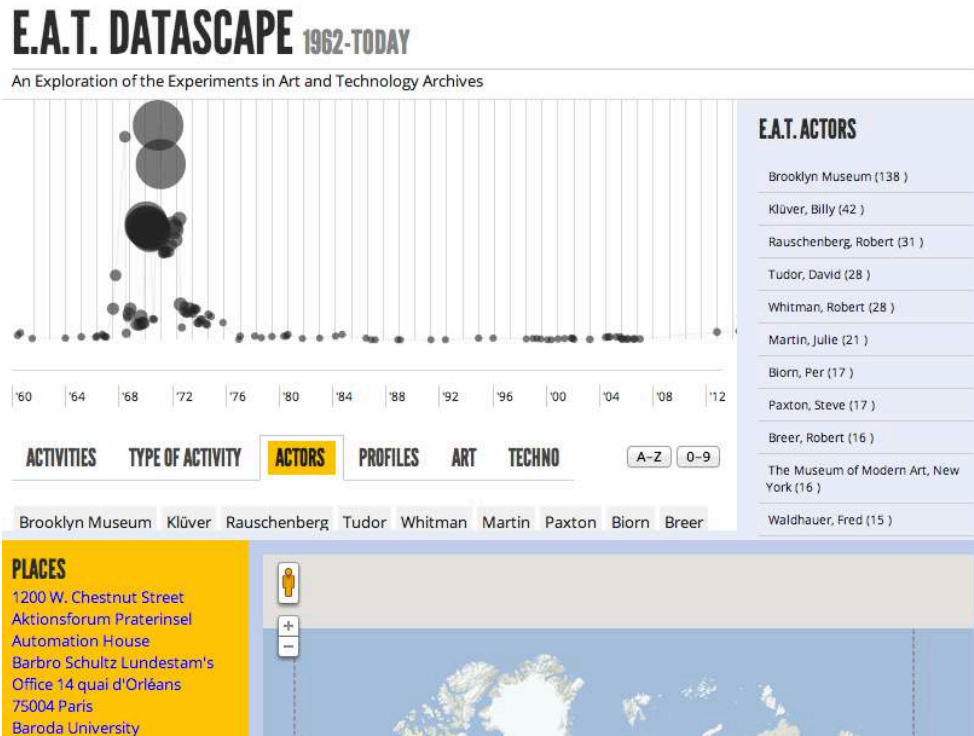 E.A.T. DATASCAPE 1962-TODAY
An Exploration of the Experiments in Art and Technology Archives
'60 '64 '68 '72 '76 '80 '84 '88 '92 '96 '00 '04 '08 '12
ACTIVITIES TYPE OF ACTIVITY ACTORS PROFILES ART TECHNO A-Z 0-9
Brooklyn Museum Klüver Rauschenberg Tudor Whitman Martin Paxton Biorn Breer
E.A.T. ACTORS
Brooklyn Museum (138 )
Klüver, Billy (42 )
Rauschenberg, Robert (31 )
Tudor, David (28 )
Whitman, Robert (28 )
Martin, Julie (21 )
Biorn, Per (17 )
Paxton, Steve (17 )
Breer, Robert (16 )
The Museum of Modern Art, New
York (16 )
Waldhauer, Fred (15 )
PLACES
1200 W. Chestnut Street
Aktionsforum Praterinsel
Automation House
Barbro Schultz Lundestam's
Office 14 quai d'Orléans
75004 Paris
Baroda University
+
−